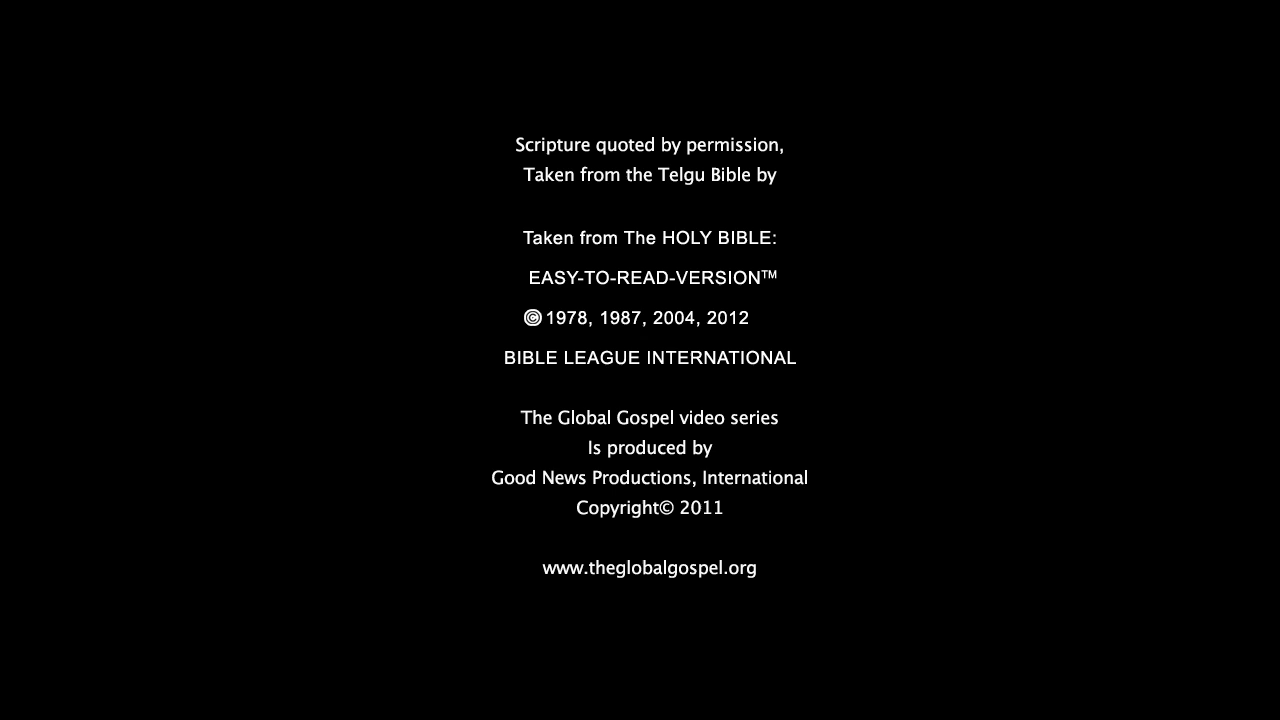 Scripture quoted by permission,
Taken from the Telgu Bible by
Taken from The HOLY BIBLE:
EASY-TO-READ-VERSION™
© 1978, 1987, 2004, 2012
BIBLE LEAGUE INTERNATIONAL
The Global Gospel video series
Is produced by
Good News Productions, International
Copyright© 2011
www.theglobalgospel.org